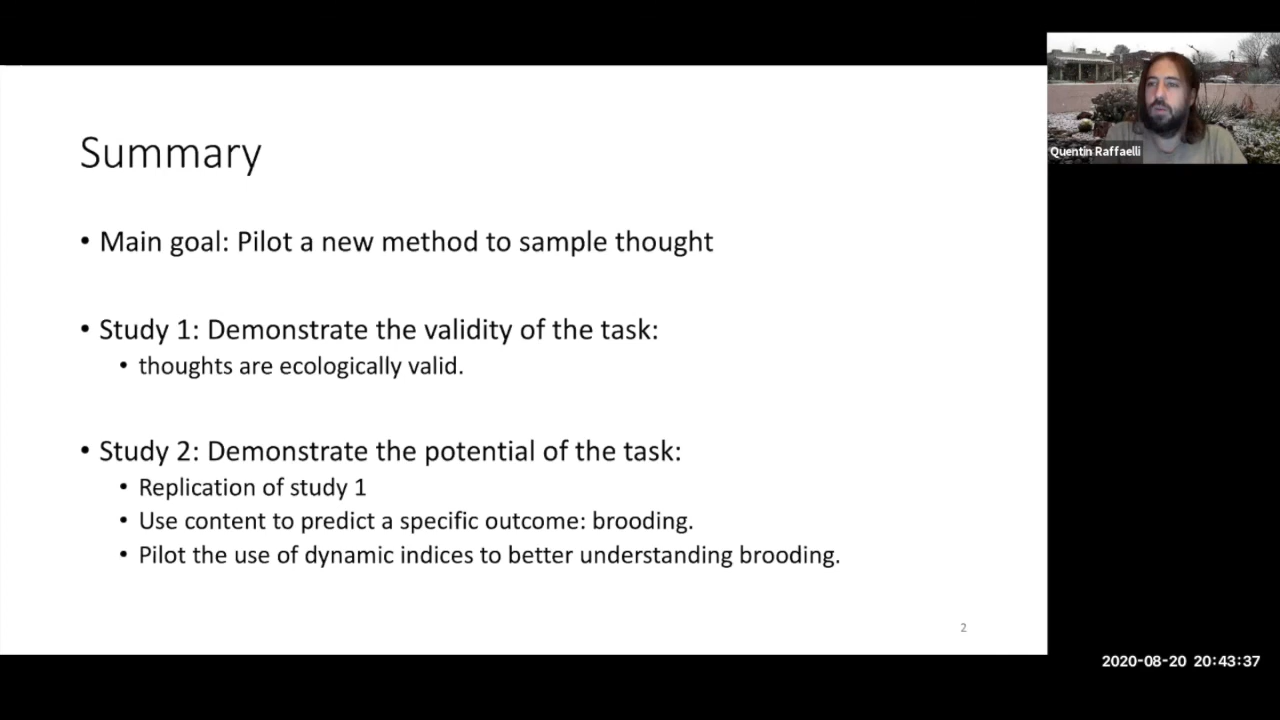 Summary
• Main goal: Pilot a new method to sample thought
• Study 1: Demonstrate the validity of the task:
• thoughts are ecologically valid.
• Study 2: Demonstrate the potential of the task:
• Replication of study 1
• Use content to predict a specific outcome: brooding.
• Pilot the use of dynamic indices to better understanding brooding.
2
Quentin Raffaelli
2020-08-20 20:43:37